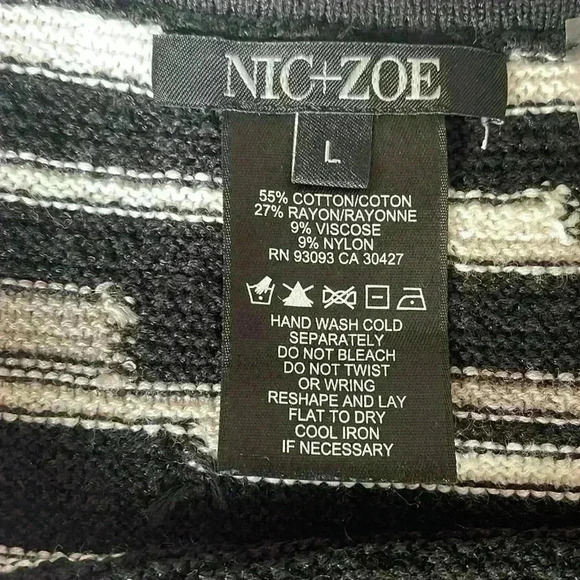 NIC+ZOE
L
55% COTTON/COTON
27% RAYON/RAYONNE
9% VISCOSE
9% NYLON
RN 93093 CA 30427
HAND WASH COLD
SEPARATELY
DO NOT BLEACH
DO NOT TWIST
OR WRING
RESHAPE AND LAY
FLAT TO DRY
COOL IRON
IF NECESSARY